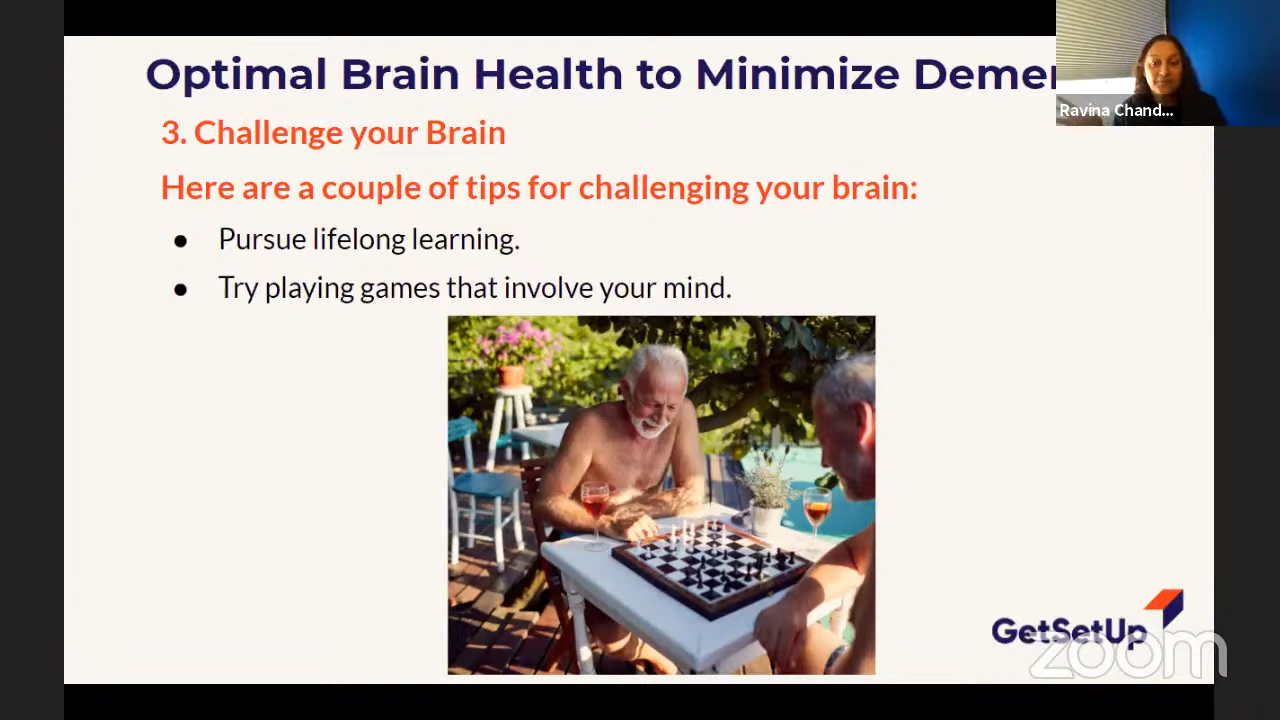 Optimal Brain Health to Minimize Demen
Ravina Chand...
3. Challenge your Brain
Here are a couple of tips for challenging your brain:
● Pursue lifelong learning.
● Try playing games that involve your mind.
GetSetUp
zoom